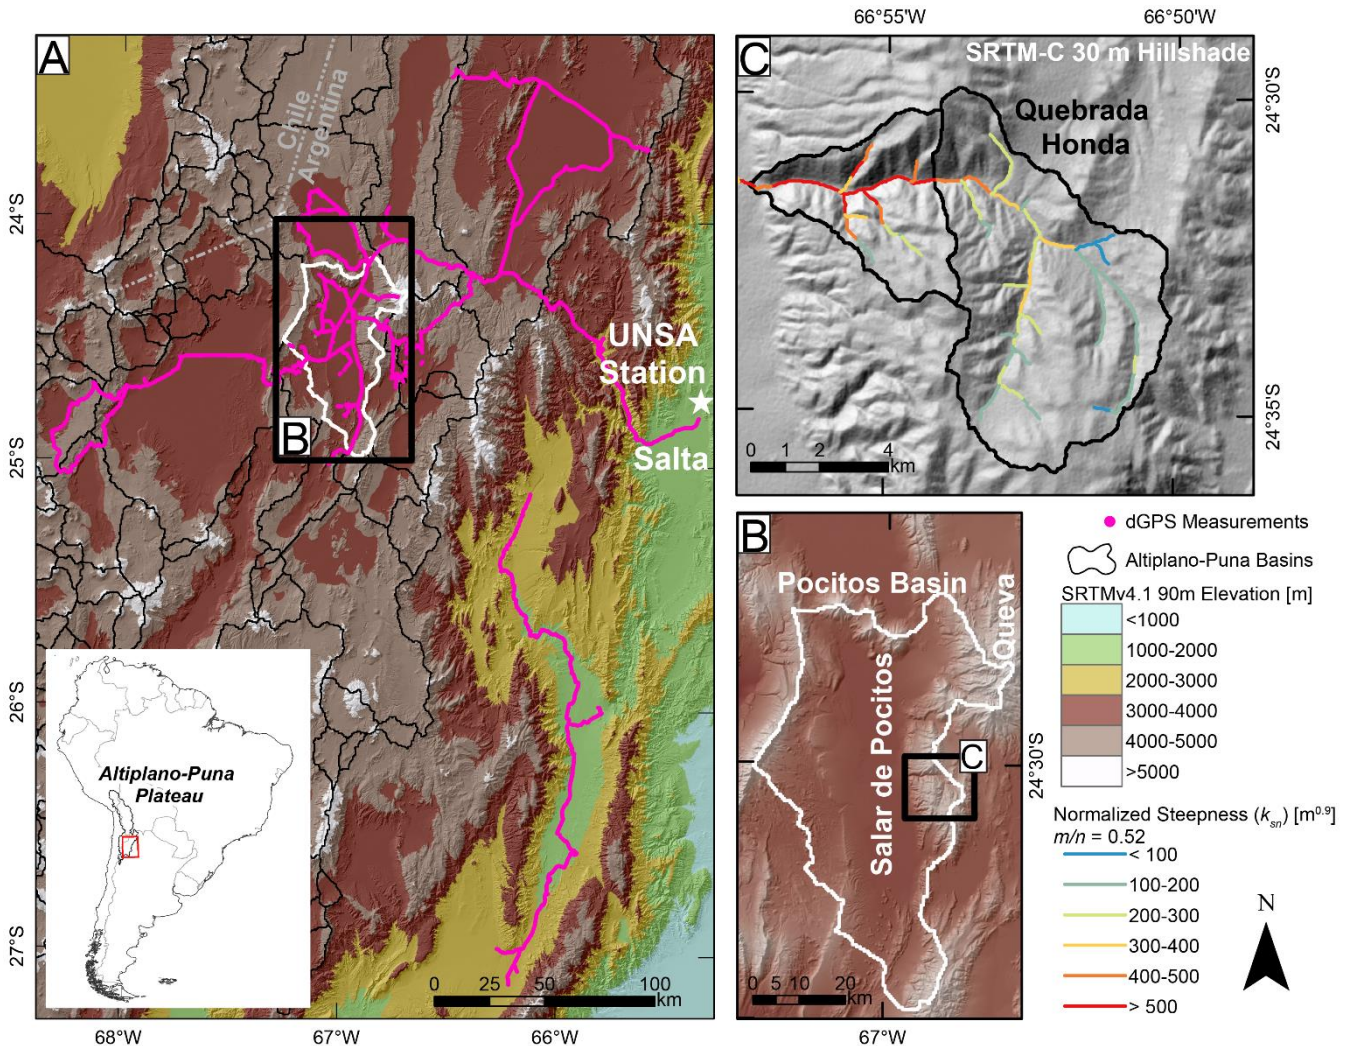 66°55'W
66°50'W
A
Chile
Argentina
24°S
25°S
26°S
27°S
B
UNSA
Station
Salta
Altiplano-Puna
Plateau
0 25 50 100
km
68°W
67°W
66°W
C
SRTM-C 30 m Hillshade
Quebrada
Honda
24°30'S
24°35'S
0 1 2 4
km
B
Pocitos Basin
Queva
Salar de Pocitos
C
24°30'S
0 5 10 20
km
67°W
dGPS Measurements
Altiplano-Puna Basins
SRTMv4.1 90m Elevation [m]
<1000
1000-2000
2000-3000
3000-4000
4000-5000
>5000
Normalized Steepness (ksn) [m0.9]
m/n = 0.52
< 100
100-200
200-300
300-400
400-500
> 500
N